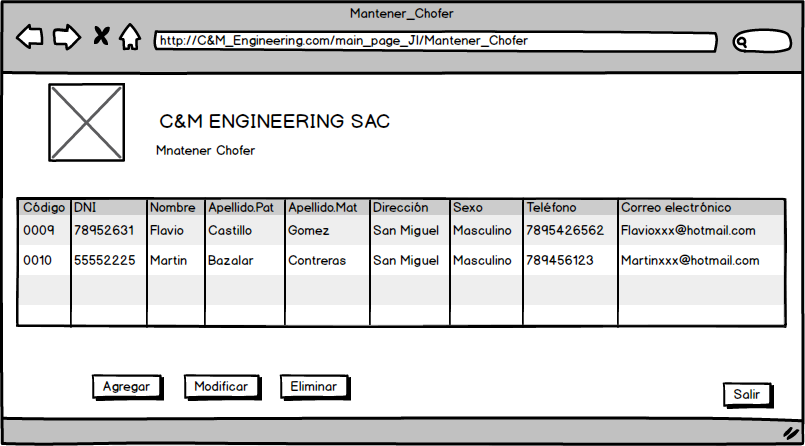 Mantener_Chofer
http://C&M_Engineering.com/main_page_JI/Mantener_Chofer
C&M ENGINEERING SAC
Mnatener Chofer
Código DNI Nombre Apellido.Pat Apellido.Mat Dirección Sexo Teléfono Correo electrónico
0009 78952631 Flavio Castillo Gomez San Miguel Masculino 7895426562 Flavioxxx@hotmail.com
0010 55552225 Martin Bazalar Contreras San Miguel Masculino 789456123 Martinxxx@hotmail.com
Agregar Modificar Eliminar
Salir